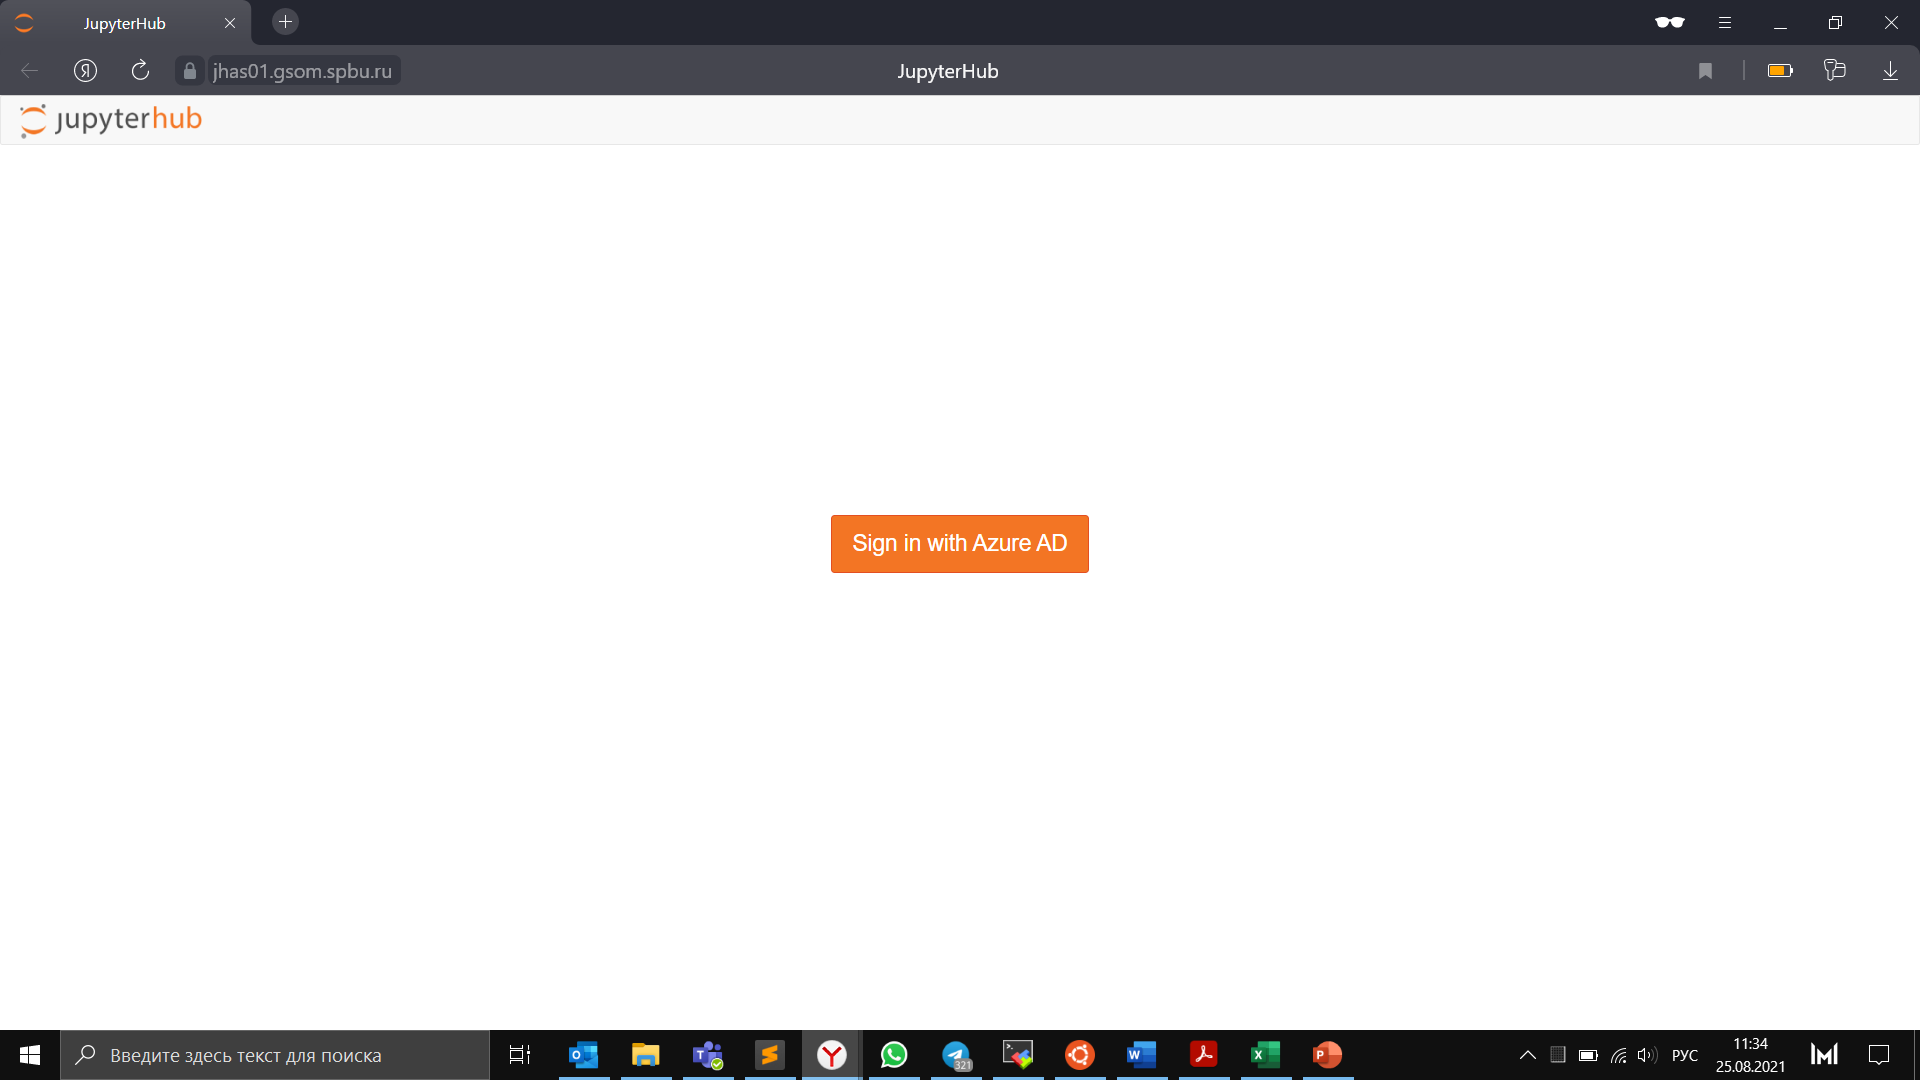 JupyterHub
jhas01.gsom.spbu.ru
JupyterHub
jupyterhub
Sign in with Azure AD
Введите здесь текст для поиска
321
РУС
11:34
25.08.2021